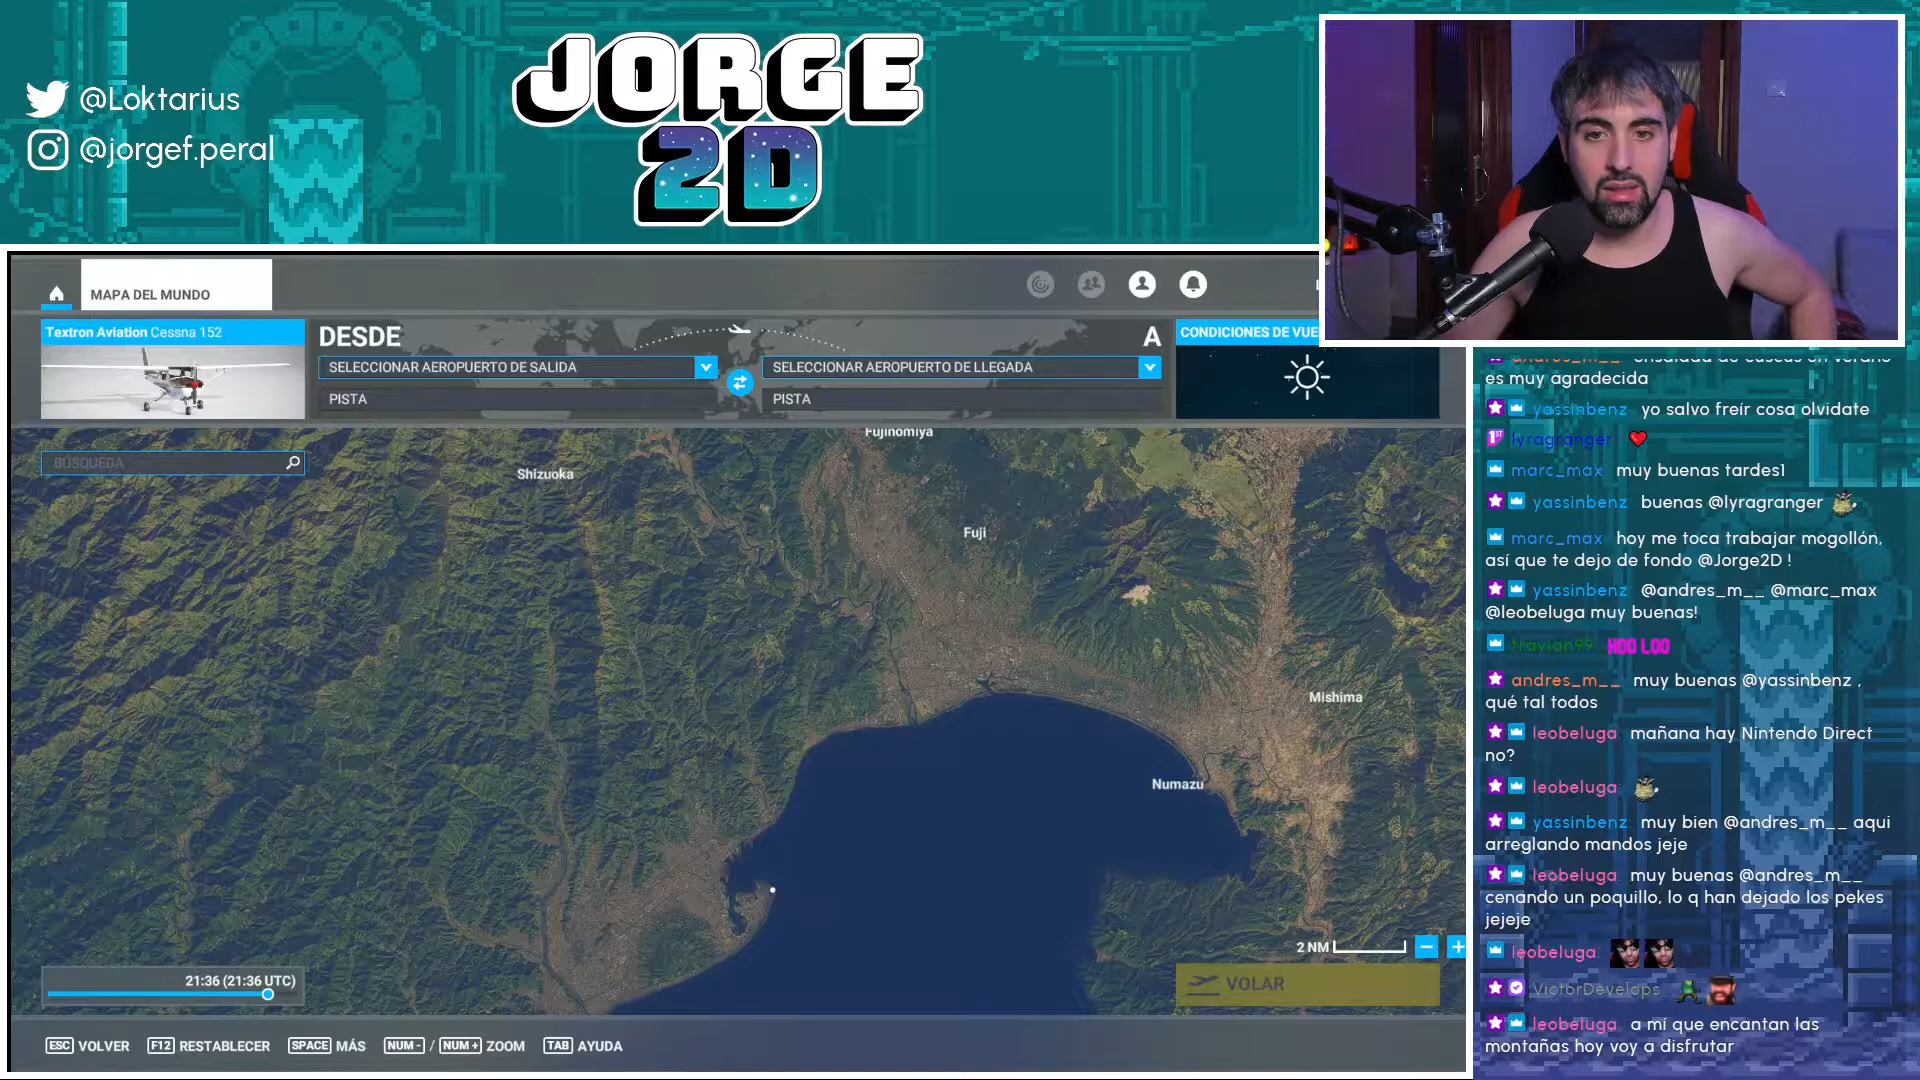 @Loktarius
@jorgef.peral
JORGE
2D
MAPA DEL MUNDO
Textron Aviation Cessna 152
DESDE
A
SELECCIONAR AEROPUERTO DE SALIDA
SELECCIONAR AEROPUERTO DE LLEGADA
PISTA
PISTA
CONDICIONES DE VUE
BÚSQUEDA
Fujinomiya
Shizuoka
Fuji
Mishima
Numazu
2 NM
21:36 (21:36 UTC)
VOLAR
ESC VOLVER
F12 RESTABLECER
SPACE MÁS
NUM - / NUM + ZOOM
TAB AYUDA
es muy agradecida
yassinbenz yo salvo freír cosa olvidate
lyragranger
marc_max muy buenas tardes1
yassinbenz buenas @lyragranger
marc_max hoy me toca trabajar mogollón,
así que te dejo de fondo @Jorge2D !
yassinbenz @andres_m__ @marc_max
@leobeluga muy buenas!
travian99
andres_m__ muy buenas @yassinbenz ,
qué tal todos
leobeluga: mañana hay Nintendo Direct
no?
leobeluga:
yassinbenz: muy bien @andres_m__ aqui
arreglando mandos jeje
leobeluga: muy buenas @andres_m__
cenando un poquillo, lo q han dejado los pekes
jejeje
leobeluga:
VictorDevelops
leobeluga: a mí que encantan las
montañas hoy voy a disfrutar